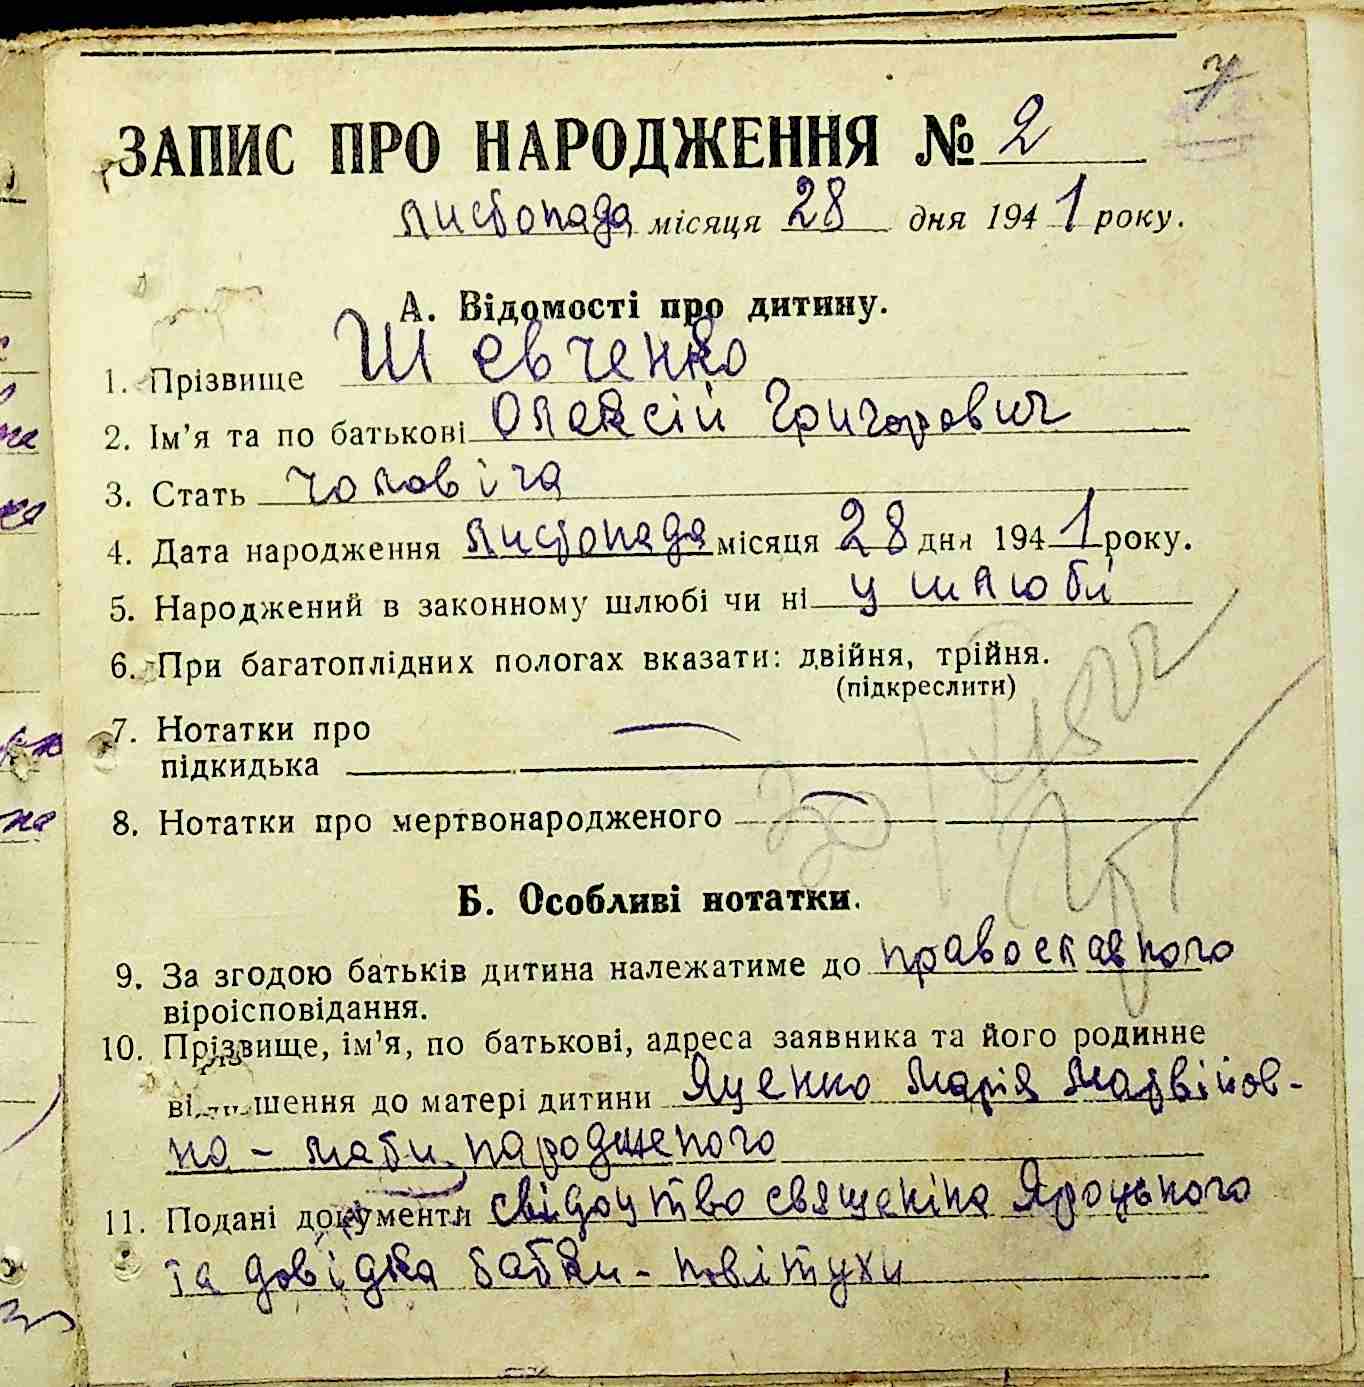 ЗАПИС ПРО НАРОДЖЕННЯ № 2
листопада місяця 28 дня 1941 року.
А. Відомості про дитину.
1. Прізвище Шевченко
2. Ім'я та по батькові Олексій Григорович
3. Стать чоловіча
4. Дата народження листопада місяця 28 дня 1941 року.
5. Народжений в законному шлюбі чи ні у шлюбі
6. При багатоплідних пологах вказати: двійня, трійня.
(підкреслити)
7. Нотатки про
підкидька —
8. Нотатки про мертвонародженого —
Б. Особливі нотатки.
9. За згодою батьків дитина належатиме до православного
віроісповідання.
10. Прізвище, ім'я, по батькові, адреса заявника та його родинне
відношення до матері дитини Яценко Марія Матвійов-
на - мати народженого
11. Подані документи свідоцтво священіка Яроцького
та довідка бабки-повітухи